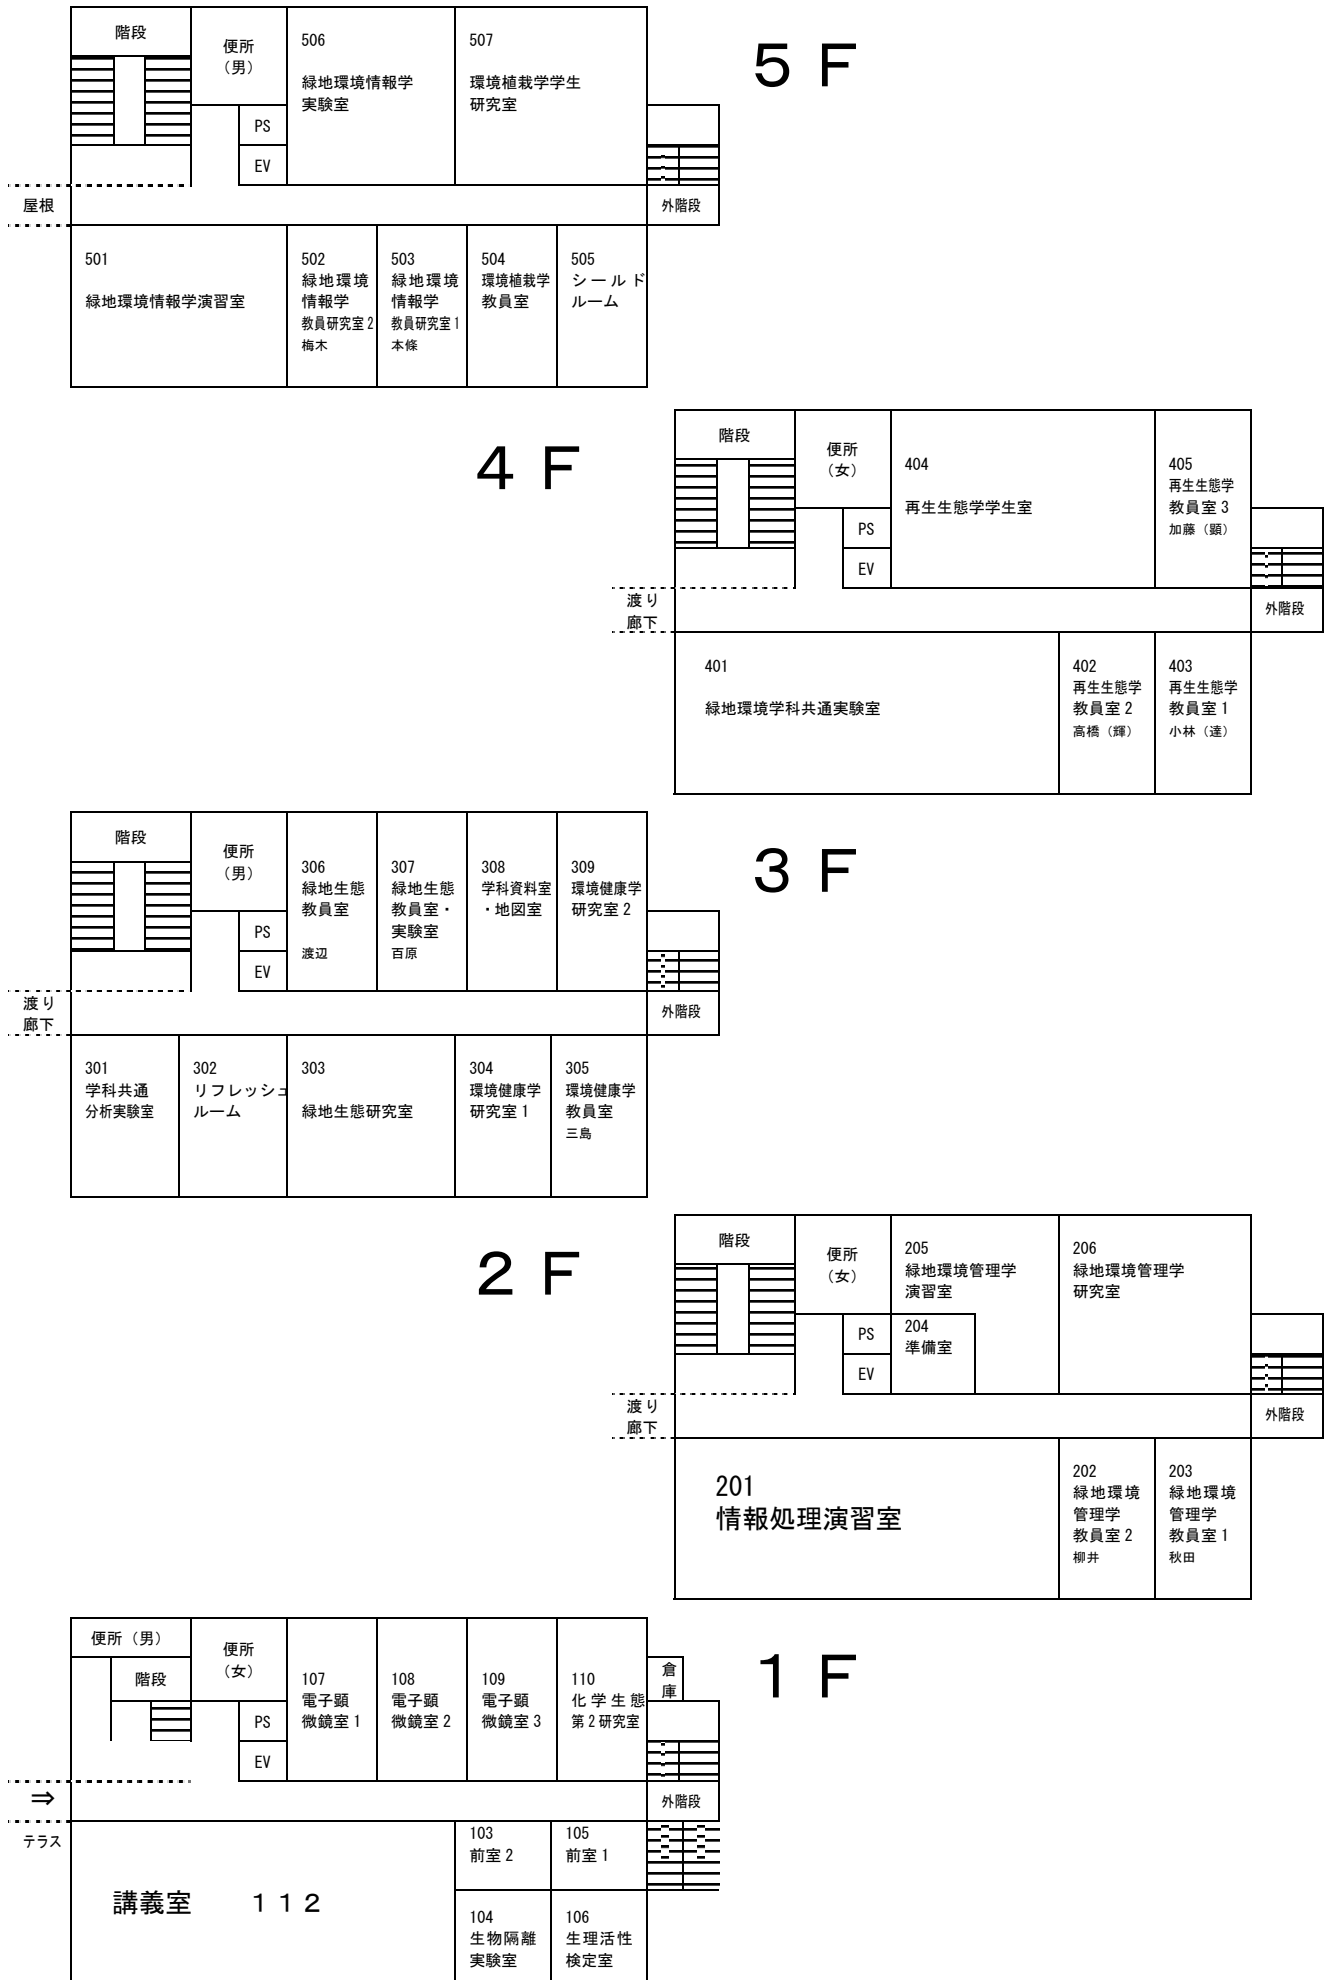 5 F
階段
便所
(男)
506
緑地環境情報学
実験室
507
環境植栽学学生
研究室
PS
EV
屋根
外階段
501
緑地環境情報学演習室
502
緑地環境
情報学
教員研究室2
梅木
503
緑地環境
情報学
教員研究室1
本條
504
環境植栽学
教員室
505
シールド
ルーム
4 F
階段
便所
(女)
404
再生生態学学生室
405
再生生態学
教員室3
加藤(顕)
PS
EV
渡り
廊下
外階段
401
緑地環境学科共通実験室
402
再生生態学
教員室2
高橋(輝)
403
再生生態学
教員室1
小林(達)
3 F
階段
便所
(男)
306
緑地生態
教員室
渡辺
307
緑地生態
教員室・
実験室
百原
308
学科資料室
・地図室
309
環境健康学
研究室2
PS
EV
渡り
廊下
外階段
301
学科共通
分析実験室
302
リフレッシュ
ルーム
303
緑地生態研究室
304
環境健康学
研究室1
305
環境健康学
教員室
三島
2 F
階段
便所
(女)
205
緑地環境管理学
演習室
206
緑地環境管理学
研究室
204
準備室
PS
EV
渡り
廊下
外階段
201
情報処理演習室
202
緑地環境
管理学
教員室2
柳井
203
緑地環境
管理学
教員室1
秋田
1 F
便所(男)
階段
便所
(女)
107
電子顕
微鏡室1
108
電子顕
微鏡室2
109
電子顕
微鏡室3
110
化学生態
第2研究室
倉
庫
PS
EV
⇒
テラス
外階段
講義室 112
103
前室2
105
前室1
104
生物隔離
実験室
106
生理活性
検定室